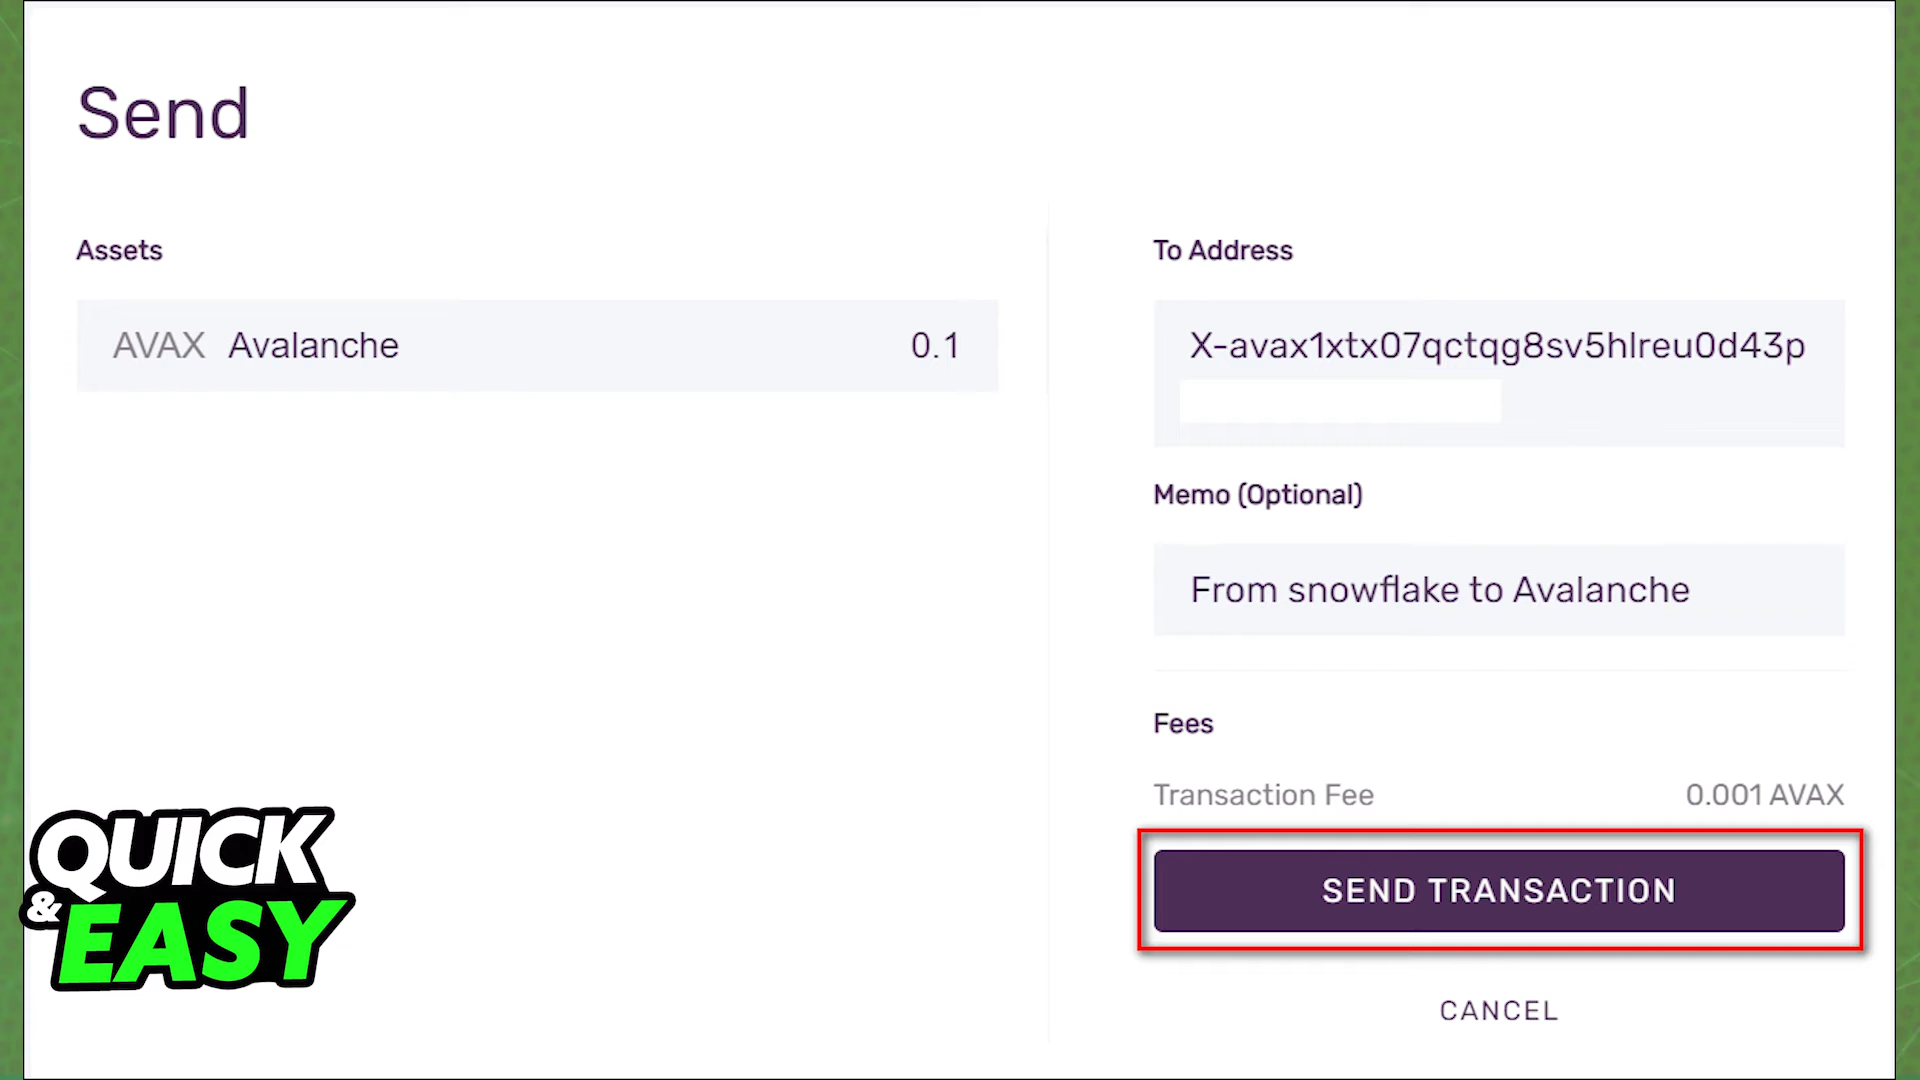 Send
Assets
AVAX Avalanche 0.1
To Address
X-avax1xtx07qctqg8sv5hlreu0d43p
Memo (Optional)
From snowflake to Avalanche
Fees
Transaction Fee 0.001 AVAX
SEND TRANSACTION
CANCEL
QUICK
& EASY